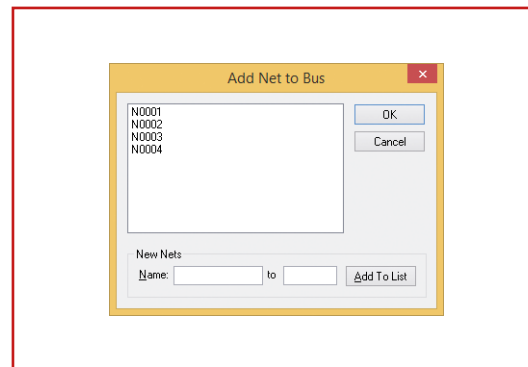 Add Net to Bus
N0001
N0002
N0003
N0004
OK
Cancel
New Nets
Name: to Add To List